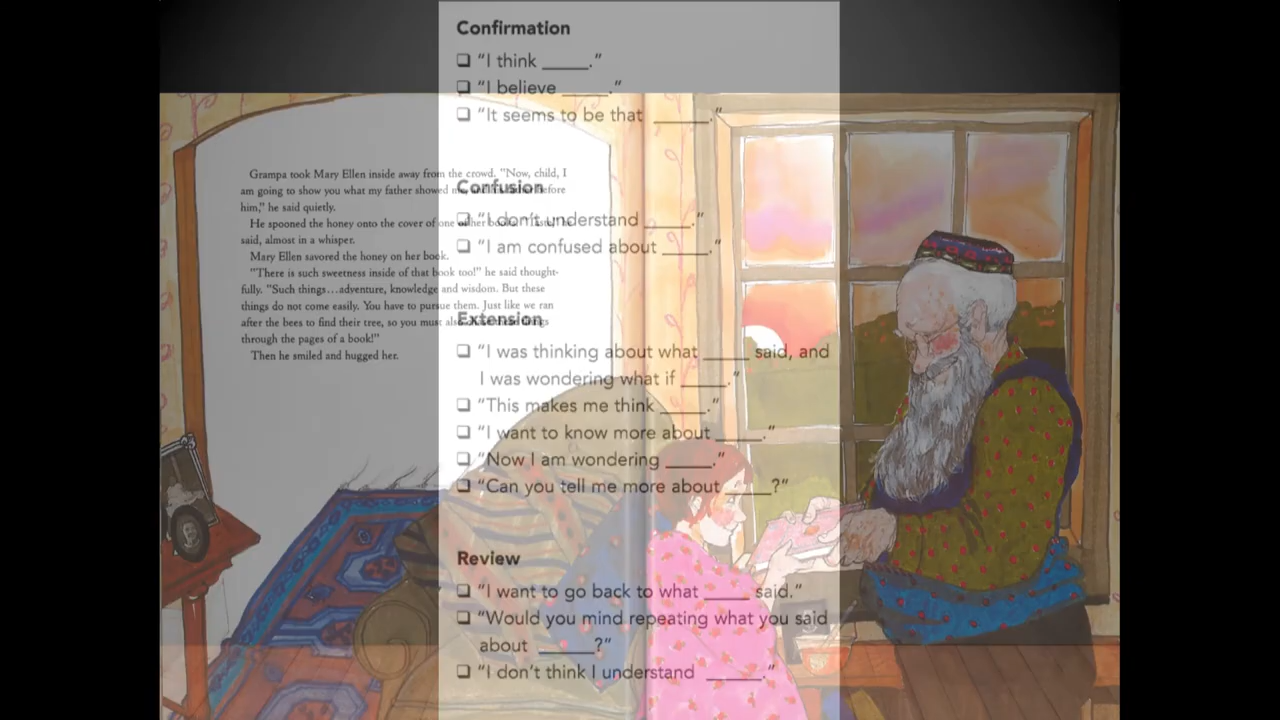 Confirmation
❑ "I think _____."
❑ "I believe _____."
❑ "It seems to be that ______."
Confusion
❑ "I don't understand _____."
❑ "I am confused about _____."
Extension
❑ "I was thinking about what _____ said, and
I was wondering what if _____."
❑ "This makes me think _____."
❑ "I want to know more about _____."
❑ "Now I am wondering _____."
❑ "Can you tell me more about _____?"
Review
❑ "I want to go back to what _____ said."
❑ "Would you mind repeating what you said
about ______?"
❑ "I don't think I understand ______."
Grampa took Mary Ellen inside away from the crowd. "Now, child, I
am going to show you what my father showed before
him," he said quietly.
He spooned the honey onto the cover of one of her
said, almost in a whisper.
Mary Ellen savored the honey on her book.
"There is such sweetness inside of that book too!" he said thought-
fully. "Such things...adventure, knowledge and wisdom. But these
things do not come easily. You have to pursue them. Just like we ran
after the bees to find their tree, so you must also things
through the pages of a book!"
Then he smiled and hugged her.